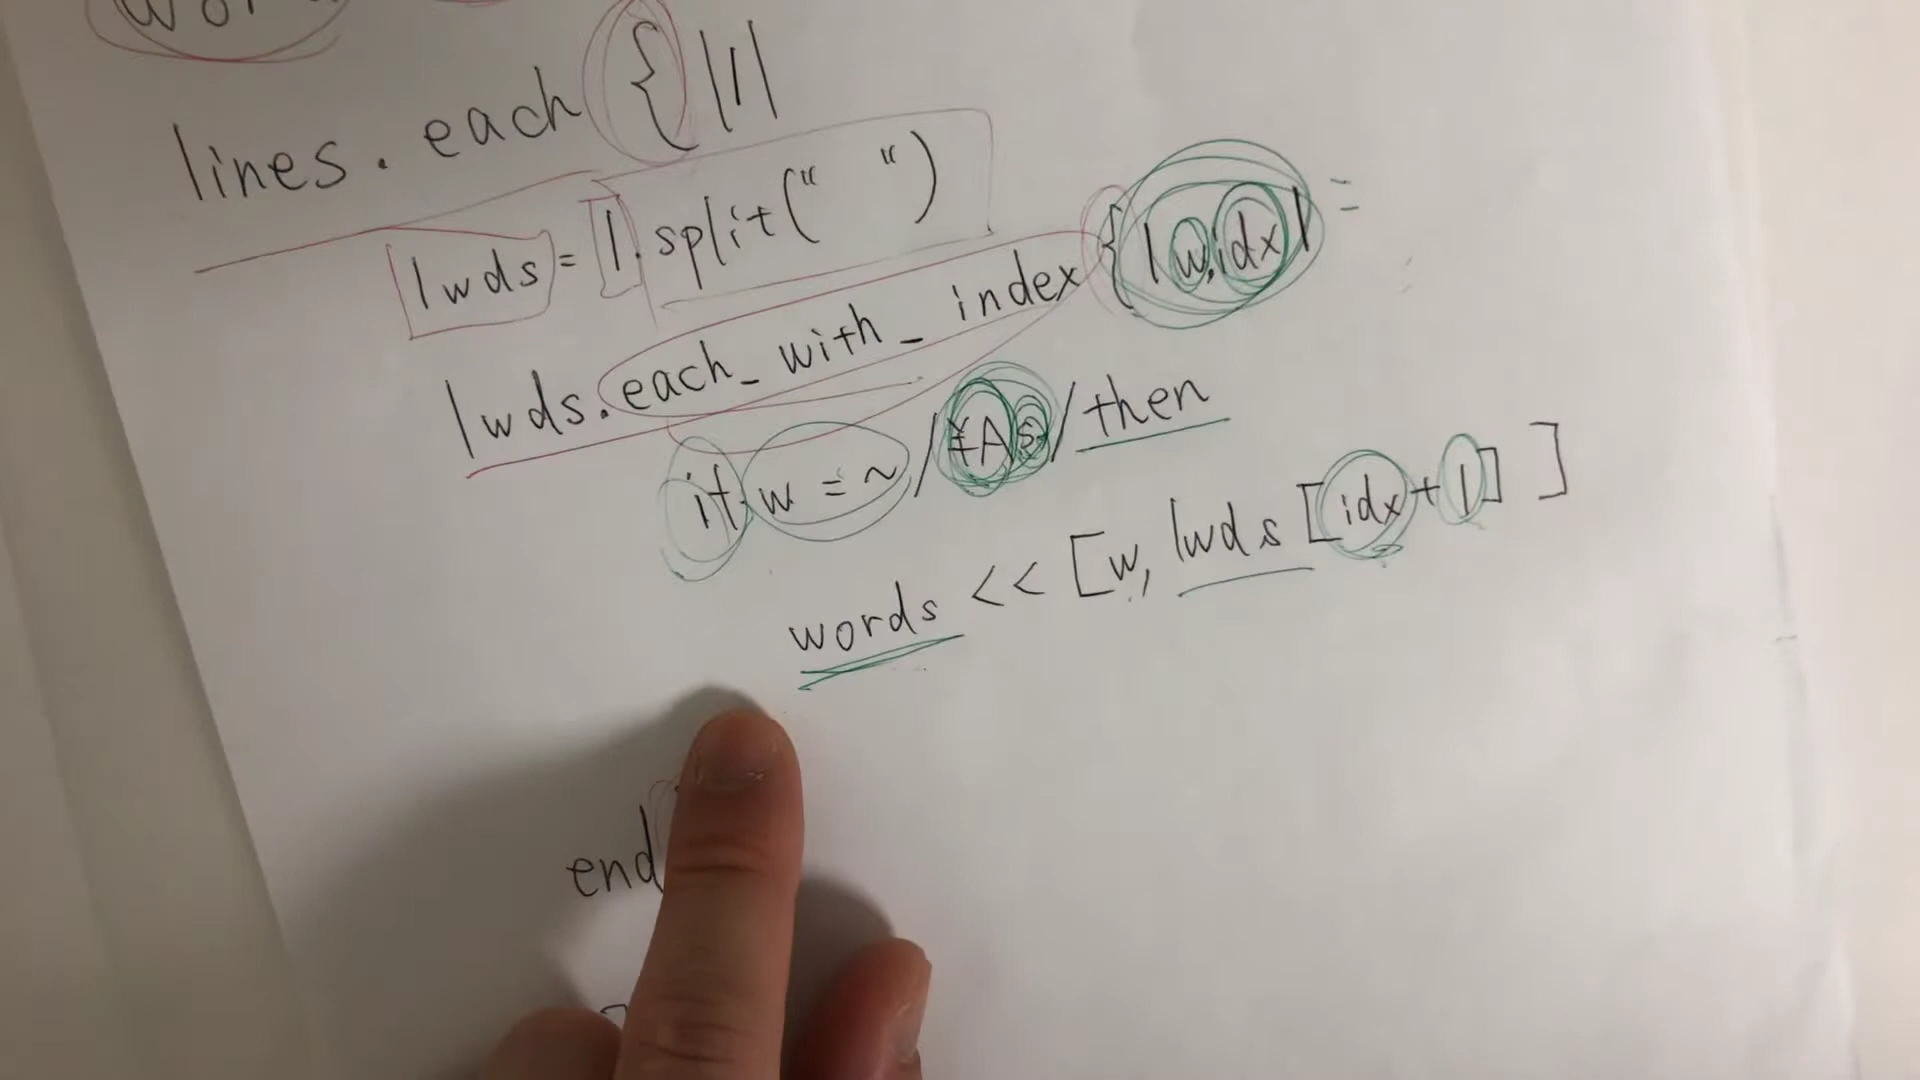 lines.each { |l|
lwds = l.split(“ “)
lwds.each_with_index { |w,idx| =
if w =~ /¥As/ then
words << [w, lwds [idx+1] ]
end